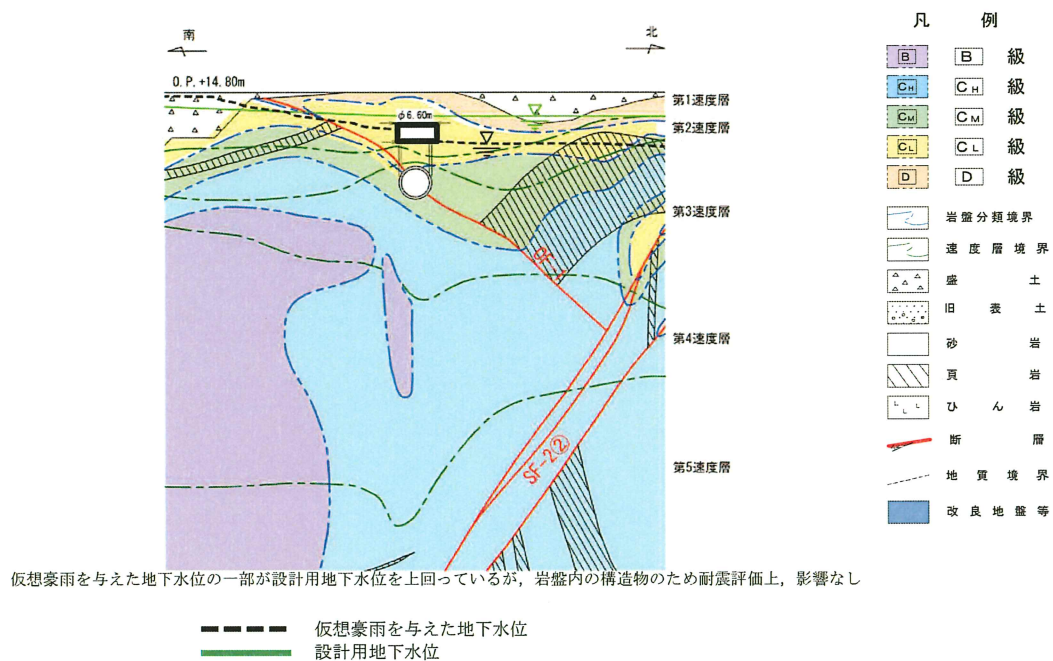 南
北
O.P.+14.80m
φ6.60m
第1速度層
第2速度層
第3速度層
第4速度層
第5速度層
SF-2②
凡 例
B B 級
CH CH 級
CM CM 級
CL CL 級
D D 級
岩盤分類境界
速度層境界
盛土
旧表土
砂岩
頁岩
ひん岩
断層
地質境界
改良地盤等
仮想豪雨を与えた地下水位の一部が設計用地下水位を上回っているが，岩盤内の構造物のため耐震評価上，影響なし
仮想豪雨を与えた地下水位
設計用地下水位